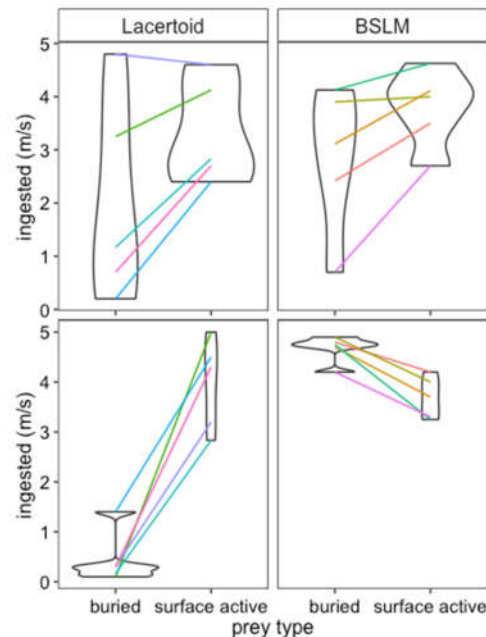 Lacertoid BSLM
ingested (m/s)
5
4
3
2
1
0
ingested (m/s)
5
4
3
2
1
0
buried surface active buried surface active
prey type